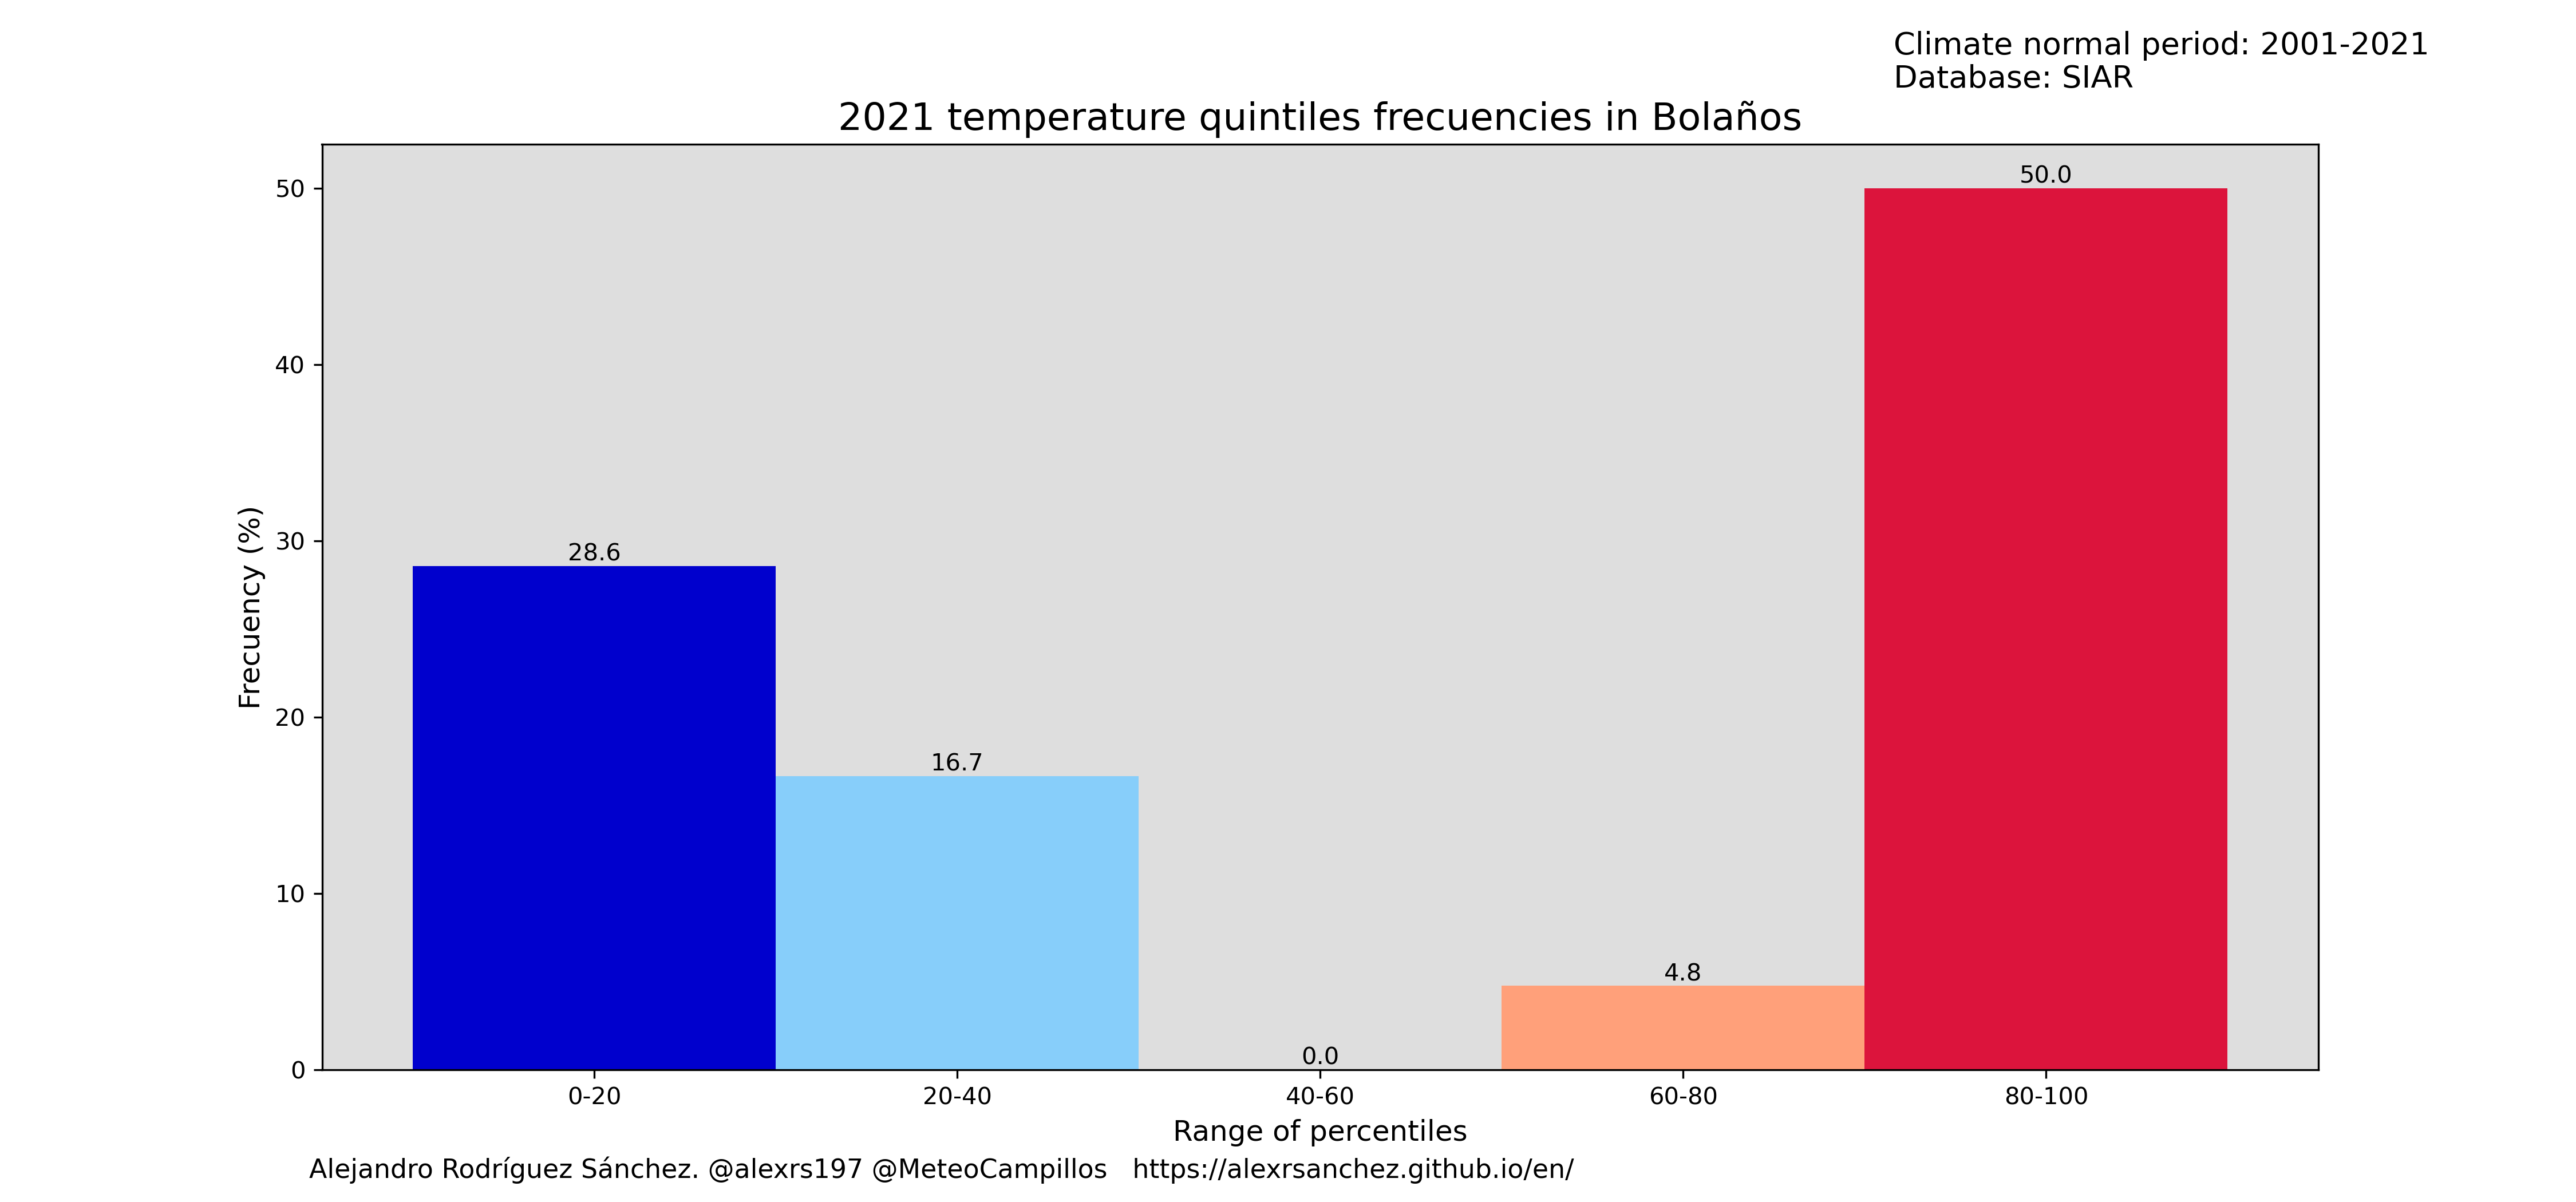 Climate normal period: 2001-2021
Database: SIAR
2021 temperature quintiles frecuencies in Bolaños
Frecuency (%)
50
40
30
20
10
0
28.6
16.7
0.0
4.8
50.0
0-20
20-40
40-60
60-80
80-100
Range of percentiles
Alejandro Rodríguez Sánchez. @alexrs197 @MeteoCampillos https://alexrsanchez.github.io/en/